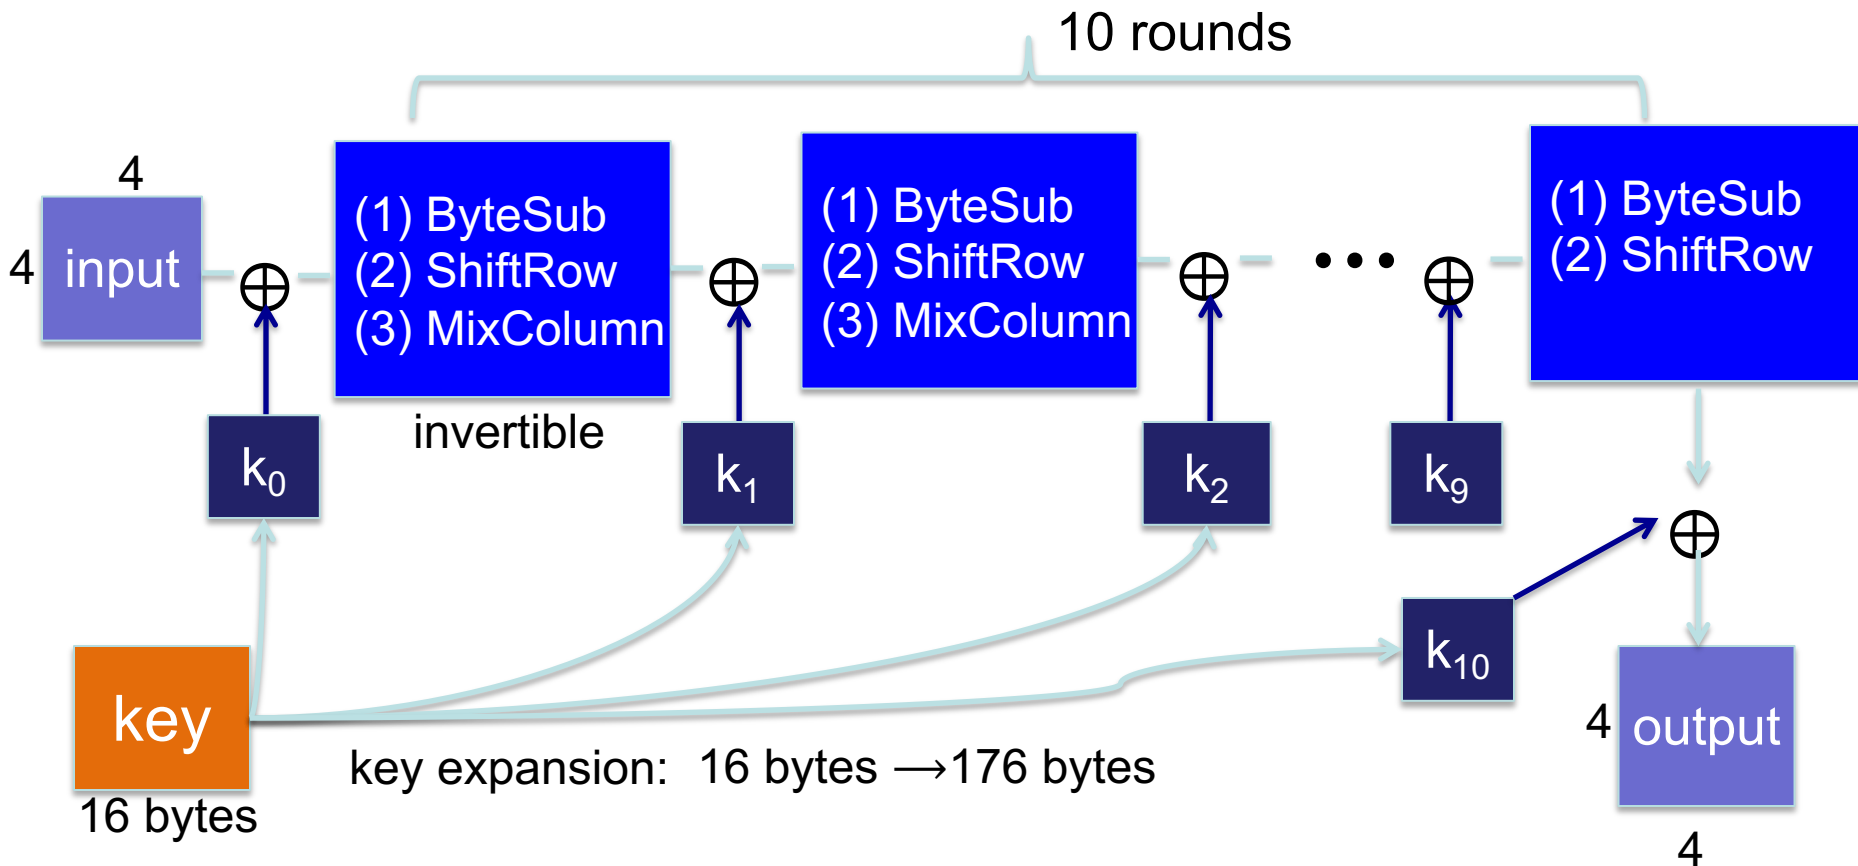 10 rounds
4
4
input
(1) ByteSub
(2) ShiftRow
(3) MixColumn
invertible
(1) ByteSub
(2) ShiftRow
(3) MixColumn
(1) ByteSub
(2) ShiftRow
k₀
k₁
k₂
k₉
k₁₀
key
16 bytes
key expansion: 16 bytes ⟶176 bytes
4
output
4